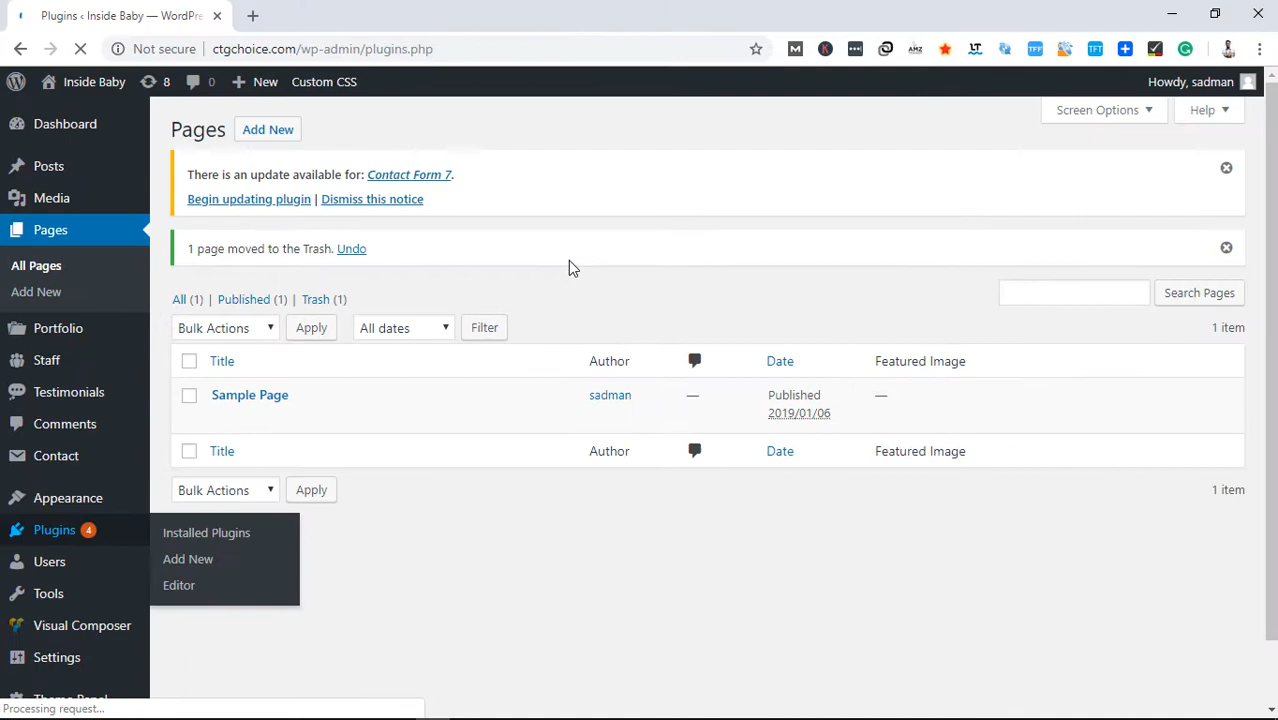 Plugins ‹ Inside Baby — WordPre
Not secure
ctgchoice.com/wp-admin/plugins.php
Inside Baby
8
0
New
Custom CSS
Howdy, sadman
Dashboard
Posts
Media
Pages
All Pages
Add New
Portfolio
Staff
Testimonials
Comments
Contact
Appearance
Plugins 4
Users
Tools
Visual Composer
Settings
Theme Panel
Installed Plugins
Add New
Editor
Screen Options
Help
Pages
Add New
There is an update available for: Contact Form 7.
Begin updating plugin | Dismiss this notice
1 page moved to the Trash. Undo
All (1) | Published (1) | Trash (1)
Search Pages
Bulk Actions
Apply
All dates
Filter
1 item
Title Author Date Featured Image
Sample Page sadman — Published —
2019/01/06
Title Author Date Featured Image
Bulk Actions
Apply
1 item
Processing request...